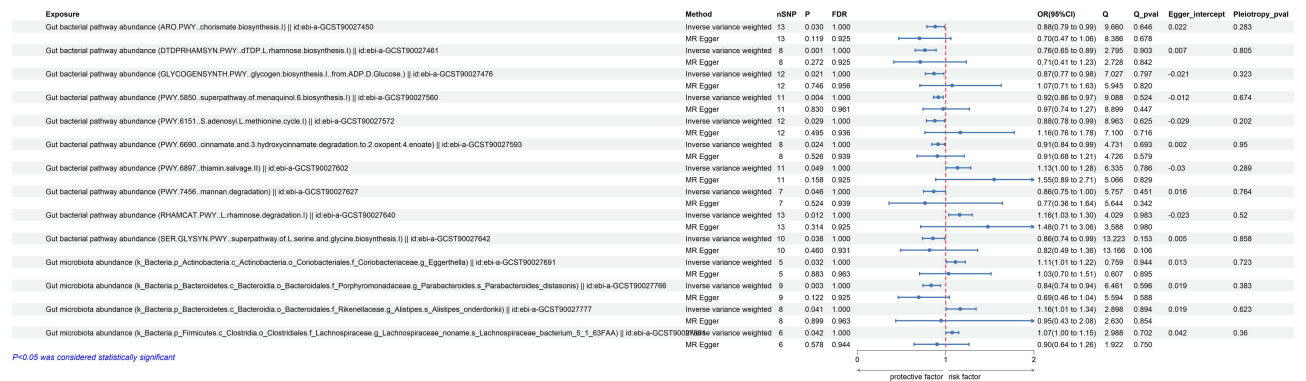 Exposure Method nSNP P FDR OR(95%CI) Q Q_pval Egger_intercept Pleiotropy_pval
Gut bacterial pathway abundance (ARO.PWY..chorismate.biosynthesis.I) || id:ebi-a-GCST90027450 Inverse variance weighted 13 0.030 1.000 0.88(0.79 to 0.99) 9.660 0.646 0.022 0.283
MR Egger 13 0.119 0.925 0.70(0.47 to 1.06) 8.386 0.678
Gut bacterial pathway abundance (DTDPRHAMSYN.PWY..dTDP.L.rhamnose.biosynthesis.I) || id:ebi-a-GCST90027461 Inverse variance weighted 8 0.001 1.000 0.76(0.65 to 0.89) 2.795 0.903 0.007 0.805
MR Egger 8 0.272 0.925 0.71(0.41 to 1.23) 2.728 0.842
Gut bacterial pathway abundance (GLYCOGENSYNTH.PWY..glycogen.biosynthesis.I..from.ADP.D.Glucose.) || id:ebi-a-GCST90027476 Inverse variance weighted 12 0.021 1.000 0.87(0.77 to 0.98) 7.027 0.797 -0.021 0.323
MR Egger 12 0.746 0.956 1.07(0.71 to 1.63) 5.945 0.820
Gut bacterial pathway abundance (PWY.5850..superpathway.of.menaquinol.6.biosynthesis.I) || id:ebi-a-GCST90027560 Inverse variance weighted 11 0.004 1.000 0.92(0.86 to 0.97) 9.088 0.524 -0.012 0.674
MR Egger 11 0.830 0.961 0.97(0.74 to 1.27) 8.899 0.447
Gut bacterial pathway abundance (PWY.6151..S.adenosyl.L.methionine.cycle.I) || id:ebi-a-GCST90027572 Inverse variance weighted 12 0.029 1.000 0.88(0.78 to 0.99) 8.963 0.625 -0.029 0.202
MR Egger 12 0.495 0.936 1.16(0.76 to 1.78) 7.100 0.716
Gut bacterial pathway abundance (PWY.6690..cinnamate.and.3.hydroxycinnamate.degradation.to.2.oxopent.4.enoate) || id:ebi-a-GCST90027593 Inverse variance weighted 8 0.024 1.000 0.91(0.84 to 0.99) 4.731 0.693 0.002 0.95
MR Egger 8 0.526 0.939 0.91(0.68 to 1.21) 4.726 0.579
Gut bacterial pathway abundance (PWY.6897..thiamin.salvage.II) || id:ebi-a-GCST90027602 Inverse variance weighted 11 0.049 1.000 1.13(1.00 to 1.28) 6.335 0.786 -0.03 0.289
MR Egger 11 0.158 0.925 1.55(0.89 to 2.71) 5.066 0.829
Gut bacterial pathway abundance (PWY.7456..mannan.degradation) || id:ebi-a-GCST90027627 Inverse variance weighted 7 0.046 1.000 0.86(0.75 to 1.00) 5.757 0.451 0.016 0.764
MR Egger 7 0.524 0.939 0.77(0.36 to 1.64) 5.644 0.342
Gut bacterial pathway abundance (RHAMCAT.PWY..L.rhamnose.degradation.I) || id:ebi-a-GCST90027640 Inverse variance weighted 13 0.012 1.000 1.16(1.03 to 1.30) 4.029 0.983 -0.023 0.52
MR Egger 13 0.314 0.925 1.48(0.71 to 3.06) 3.588 0.980
Gut bacterial pathway abundance (SER.GLYSYN.PWY..superpathway.of.L.serine.and.glycine.biosynthesis.I) || id:ebi-a-GCST90027642 Inverse variance weighted 10 0.038 1.000 0.86(0.74 to 0.99) 13.223 0.153 0.005 0.858
MR Egger 10 0.460 0.931 0.82(0.49 to 1.36) 13.166 0.106
Gut microbiota abundance (k_Bacteria.p_Actinobacteria.c_Actinobacteria.o_Coriobacteriales.f_Coriobacteriaceae.g_Eggerthella) || id:ebi-a-GCST90027691 Inverse variance weighted 5 0.032 1.000 1.11(1.01 to 1.22) 0.759 0.944 0.013 0.723
MR Egger 5 0.883 0.963 1.03(0.70 to 1.51) 0.607 0.895
Gut microbiota abundance (k_Bacteria.p_Bacteroidetes.c_Bacteroidia.o_Bacteroidales.f_Porphyromonadaceae.g_Parabacteroides.s_Parabacteroides_distasonis) || id:ebi-a-GCST90027766 Inverse variance weighted 9 0.003 1.000 0.84(0.74 to 0.94) 6.461 0.596 0.019 0.383
MR Egger 9 0.122 0.925 0.69(0.46 to 1.04) 5.594 0.588
Gut microbiota abundance (k_Bacteria.p_Bacteroidetes.c_Bacteroidia.o_Bacteroidales.f_Rikenellaceae.g_Alistipes.s_Alistipes_onderdonkii) || id:ebi-a-GCST90027777 Inverse variance weighted 8 0.041 1.000 1.16(1.01 to 1.34) 2.898 0.894 0.019 0.623
MR Egger 8 0.899 0.963 0.95(0.43 to 2.08) 2.630 0.854
Gut microbiota abundance (k_Bacteria.p_Firmicutes.c_Clostridia.o_Clostridiales.f_Lachnospiraceae.g_Lachnospiraceae_noname.s_Lachnospiraceae_bacterium_5_1_63FAA) || variance weighted 6 0.042 1.000 1.07(1.00 to 1.15) 2.988 0.702 0.042 0.36
MR Egger 6 0.578 0.944 0.90(0.64 to 1.26) 1.922 0.750
P<0.05 was considered statistically significant
0 1 2
protective factor risk factor